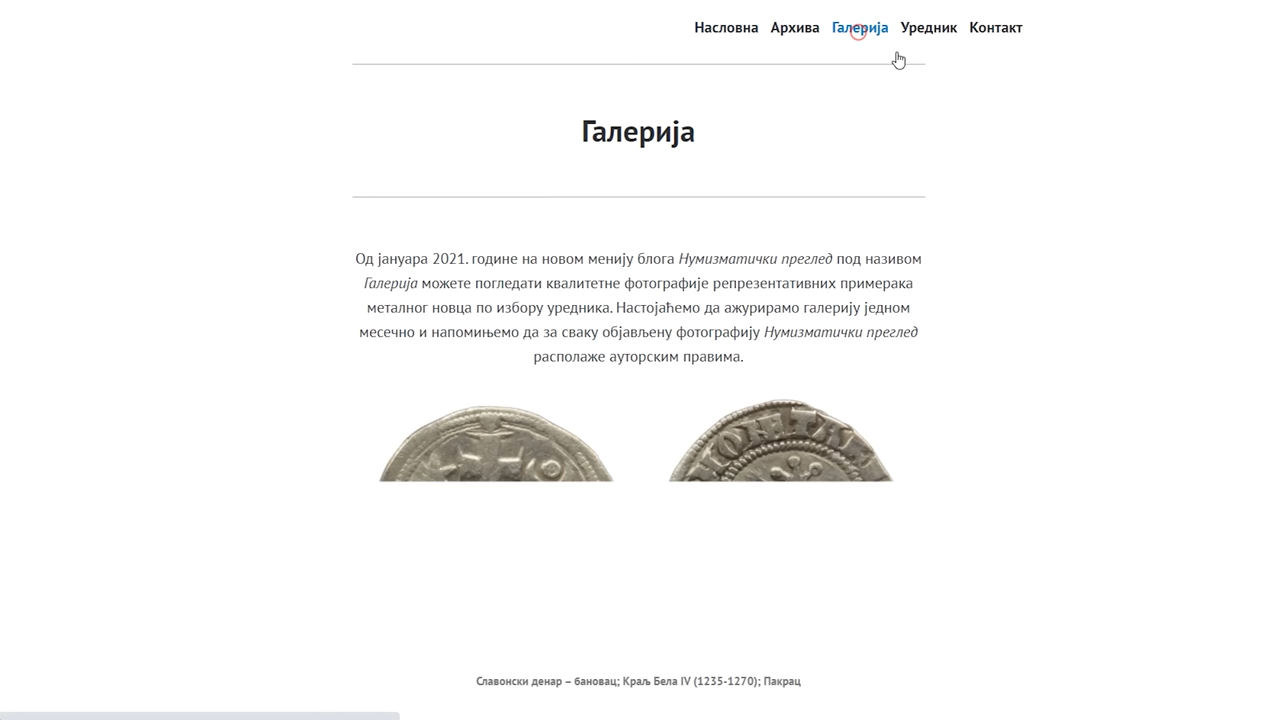 Насловна Архива Галерија Уредник Контакт
Галерија
Од јануара 2021. године на новом менију блога Нумизматички преглед под називом
Галерија можете погледати квалитетне фотографије репрезентативних примерака
металног новца по избору уредника. Настојаћемо да ажурирамо галерију једном
месечно и напомињемо да за сваку објављену фотографију Нумизматички преглед
располаже ауторским правима.
Славонски денар – бановац; Краљ Бела IV (1235-1270); Пакрац